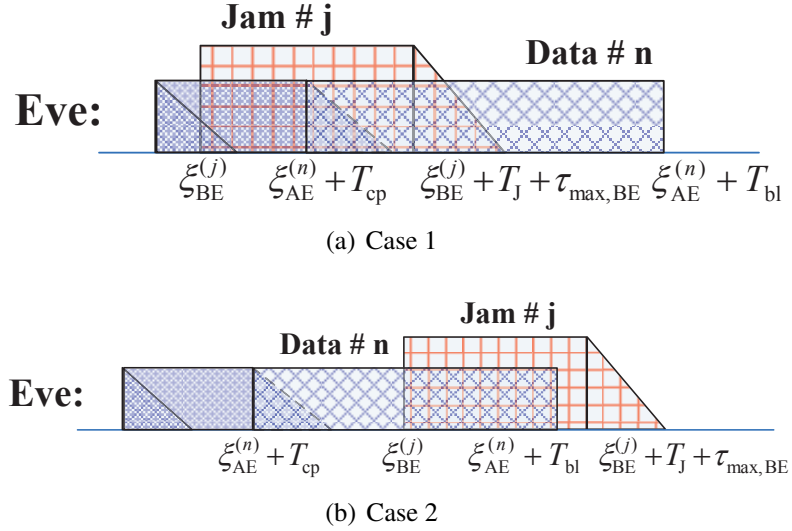 Jam # j
Data # n
Eve:
ξ_BE^(j) ξ_AE^(n) + T_cp ξ_BE^(j) + T_J + τ_max,BE ξ_AE^(n) + T_bl
(a) Case 1
Jam # j
Data # n
Eve:
ξ_AE^(n) + T_cp ξ_BE^(j) ξ_AE^(n) + T_bl ξ_BE^(j) + T_J + τ_max,BE
(b) Case 2